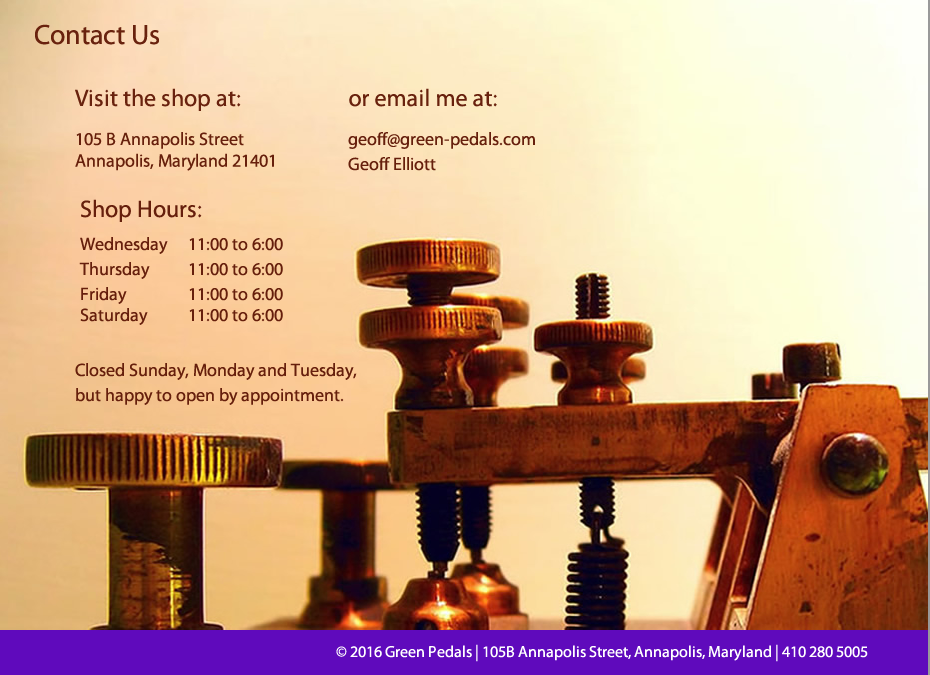 Contact Us
Visit the shop at:
105 B Annapolis Street
Annapolis, Maryland 21401
or email me at:
geoff@green-pedals.com
Geoff Elliott
Shop Hours:
Wednesday 11:00 to 6:00
Thursday 11:00 to 6:00
Friday 11:00 to 6:00
Saturday 11:00 to 6:00
Closed Sunday, Monday and Tuesday,
but happy to open by appointment.
© 2016 Green Pedals | 105B Annapolis Street, Annapolis, Maryland | 410 280 5005